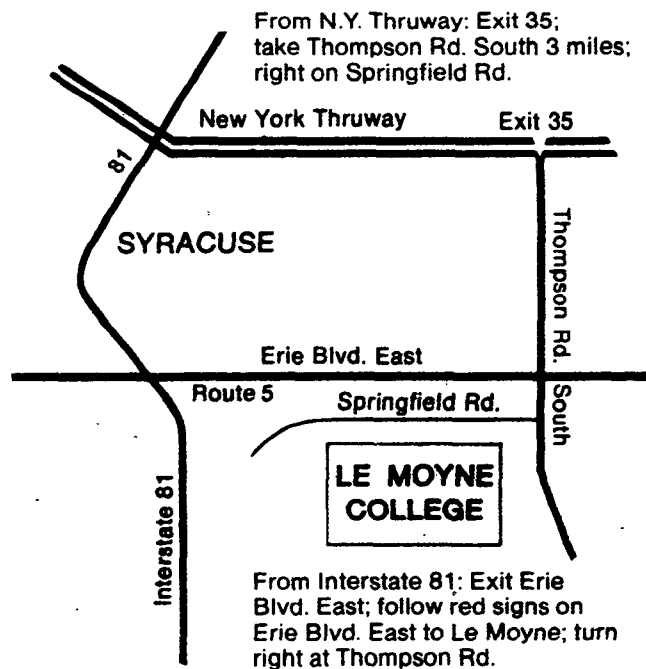 From N.Y. Thruway: Exit 35;
take Thompson Rd. South 3 miles;
right on Springfield Rd.
New York Thruway
Exit 35
81
SYRACUSE
Thompson Rd. South
Erie Blvd. East
Route 5
Springfield Rd.
LE MOYNE
COLLEGE
Interstate 81
From Interstate 81: Exit Erie
Blvd. East; follow red signs on
Erie Blvd. East to Le Moyne; turn
right at Thompson Rd.